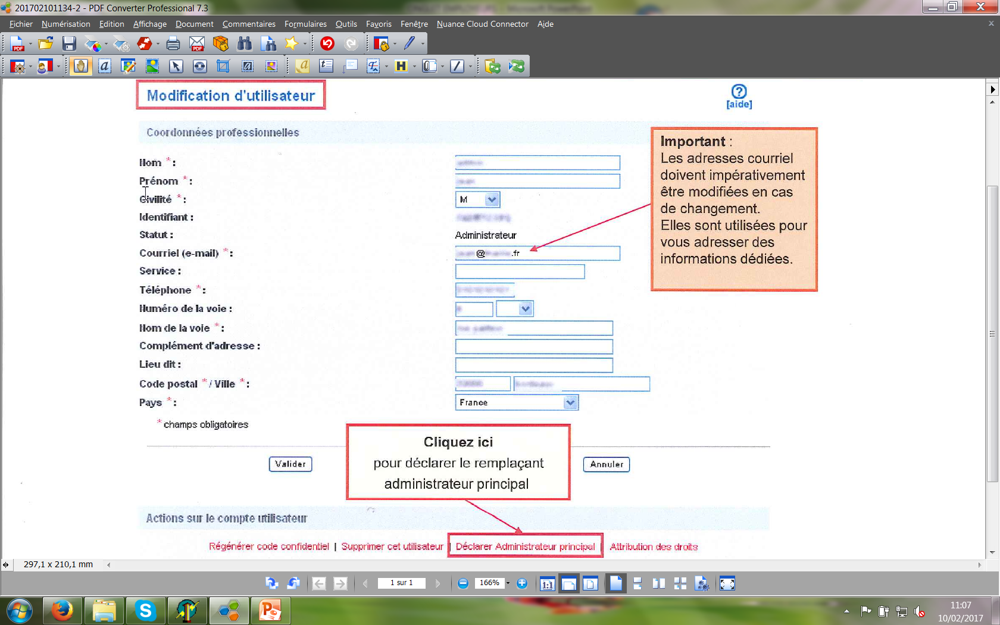 201702101134-2 - PDF Converter Professional 7.3
Fichier Numérisation Edition Affichage Document Commentaires Formulaires Outils Favoris Fenêtre Nuance Cloud Connector Aide
Modification d'utilisateur
[aide]
Coordonnées professionnelles
Important :
Les adresses courriel
doivent impérativement
être modifiées en cas
de changement.
Elles sont utilisées pour
vous adresser des
informations dédiées.
Nom * :
Prénom * :
Civilité * : M
Identifiant :
Statut : Administrateur
Courriel (e-mail) * : @ .fr
Service :
Téléphone * :
Numéro de la voie :
Nom de la voie * :
Complément d'adresse :
Lieu dit :
Code postal * / Ville * :
Pays * : France
* champs obligatoires
Cliquez ici
pour déclarer le remplaçant
administrateur principal
Valider Annuler
Actions sur le compte utilisateur
Régénérer code confidentiel | Supprimer cet utilisateur | Déclarer Administrateur principal | Attribution des droits
297,1 x 210,1 mm
1 sur 1 166%
11:07
10/02/2017